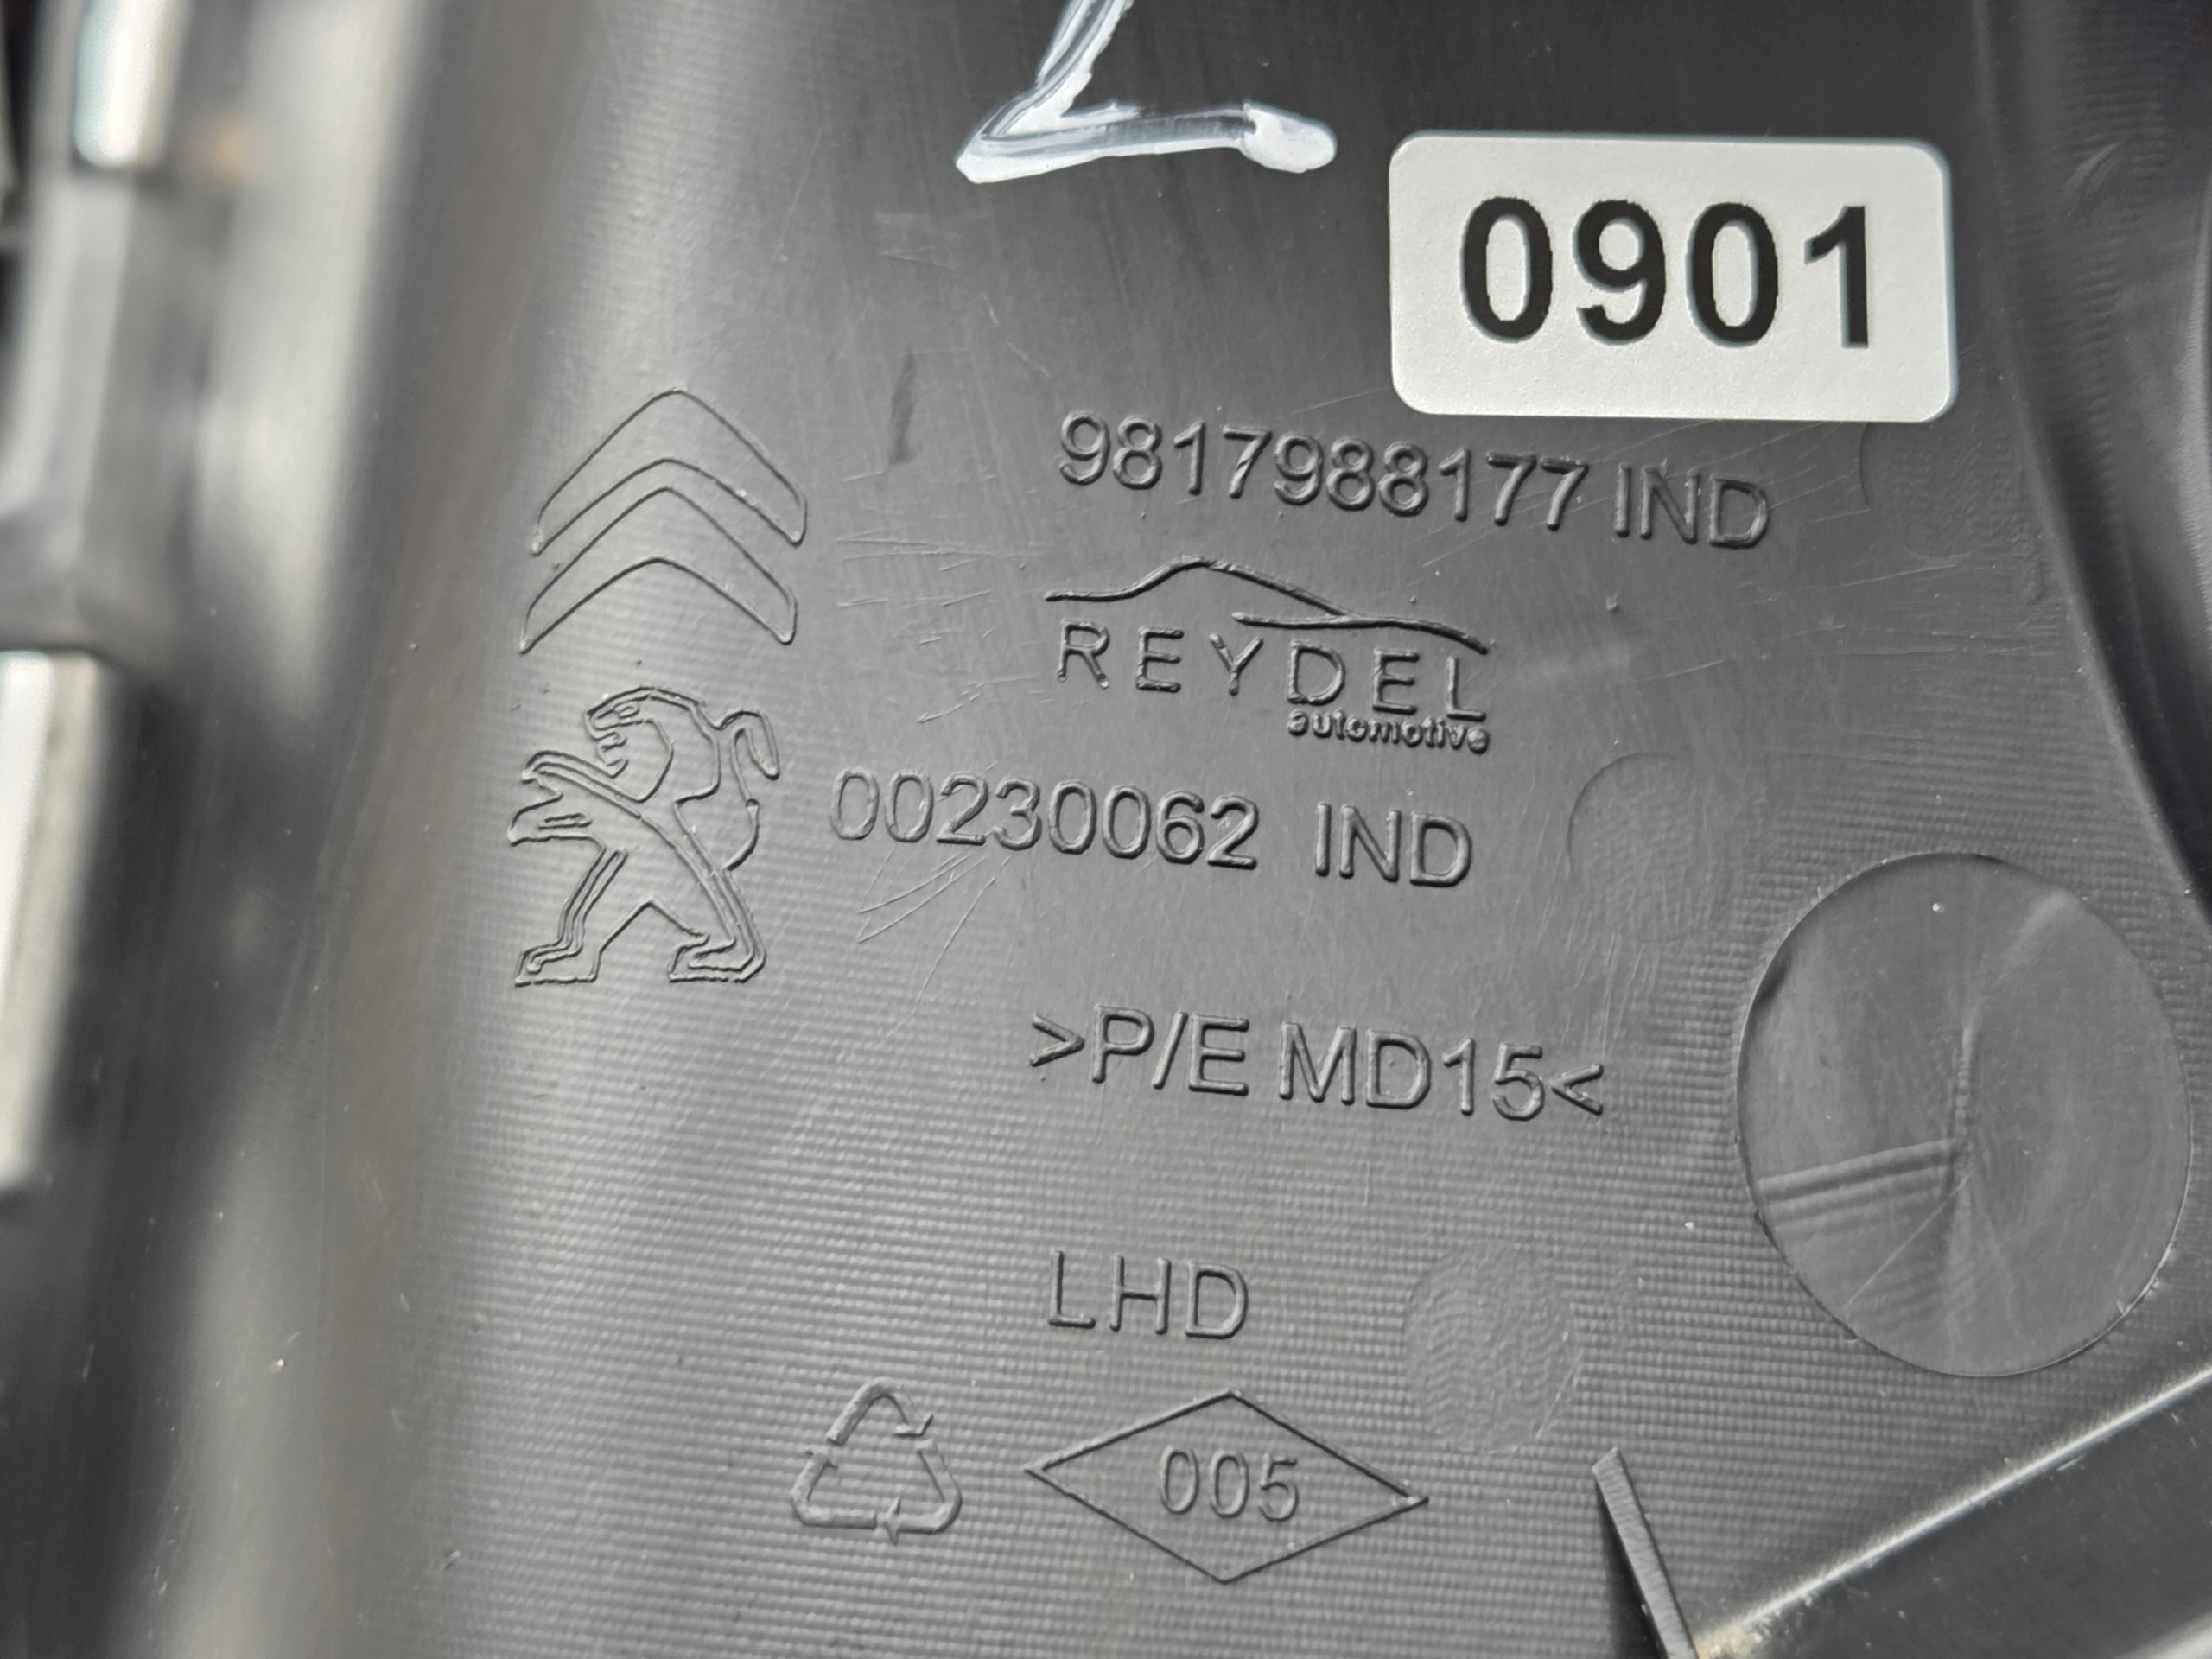 0901
9817988177 IND
REYDEL
automotive
00230062 IND
>P/E MD15<
LHD
005